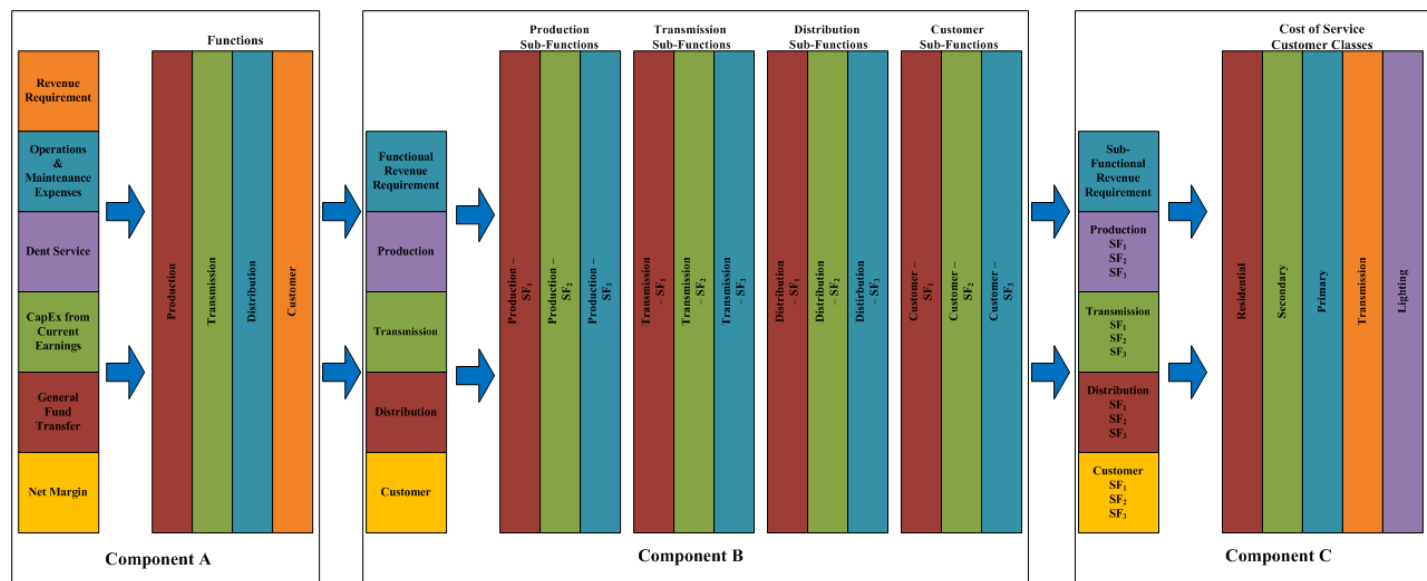 Functions
Revenue
Requirement
Operations
&
Maintenance
Expenses
Dent Service
CapEx from
Current
Earnings
General
Fund
Transfer
Net Margin
Production
Transmission
Distribution
Customer
Component A
Production
Sub-Functions
Transmission
Sub-Functions
Distribution
Sub-Functions
Customer
Sub-Functions
Functional
Revenue
Requirement
Production
Transmission
Distribution
Customer
Production –
SF₁
Production –
SF₂
Production –
SF₃
Transmission
– SF₁
Transmission
– SF₂
Transmission
– SF₃
Distribution
– SF₁
Distribution
– SF₂
Distirbution
– SF₃
Customer –
SF₁
Customer –
SF₂
Customer –
SF₃
Component B
Cost of Service
Customer Classes
Sub-
Functional
Revenue
Requirement
Production
SF₁
SF₂
SF₃
Transmission
SF₁
SF₂
SF₃
Distribution
SF₁
SF₂
SF₃
Customer
SF₁
SF₂
SF₃
Residential
Secondary
Primary
Transmission
Lighting
Component C